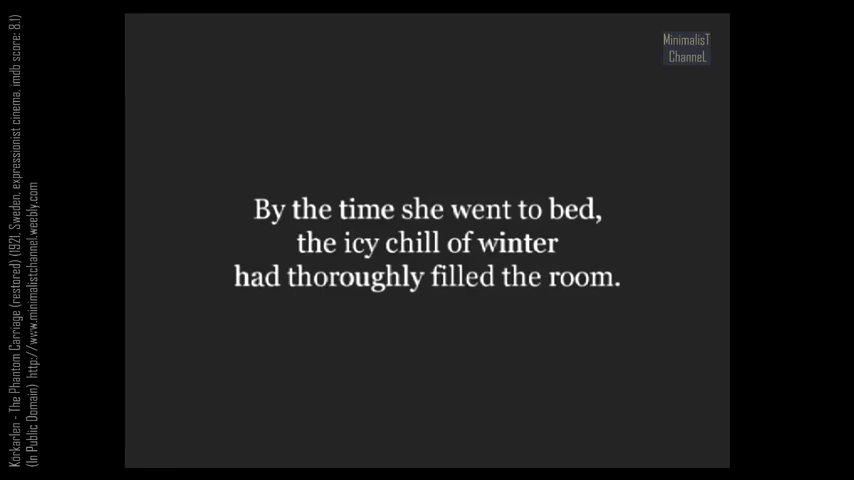 MinimalisT
ChanneL
By the time she went to bed,
the icy chill of winter
had thoroughly filled the room.
Körkarlen - The Phantom Carriage (restored) (1921, Sweden, expressionist cinema, imdb score: 8.1)
(In Public Domain) http://www.minimalistchannel.weebly.com